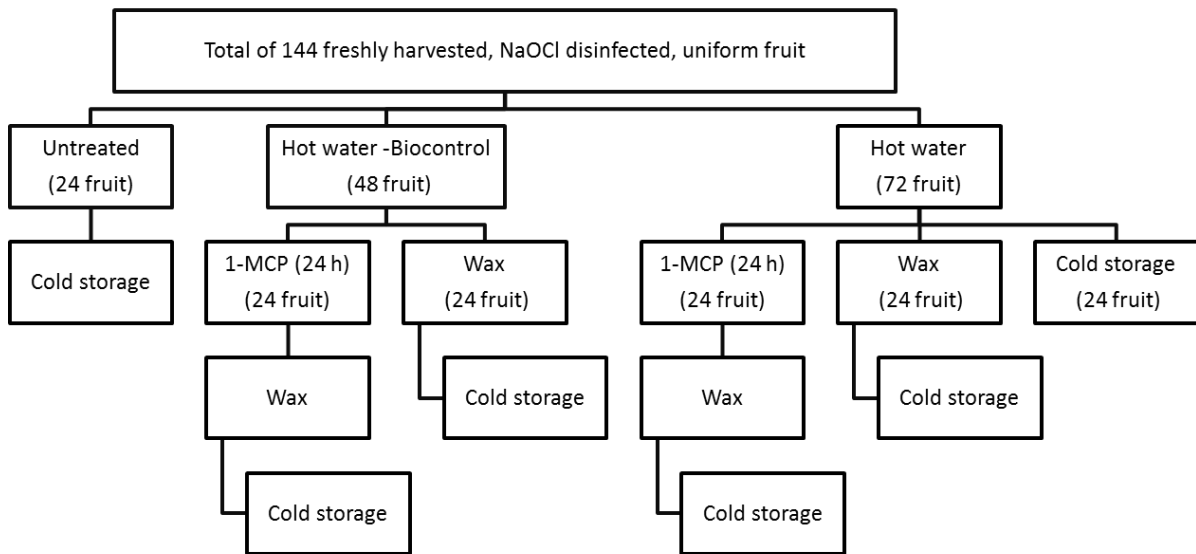 Total of 144 freshly harvested, NaOCl disinfected, uniform fruit
Untreated
(24 fruit)
Hot water -Biocontrol
(48 fruit)
Hot water
(72 fruit)
Cold storage
1-MCP (24 h)
(24 fruit)
Wax
(24 fruit)
1-MCP (24 h)
(24 fruit)
Wax
(24 fruit)
Cold storage
(24 fruit)
Wax
Cold storage
Wax
Cold storage
Cold storage
Cold storage